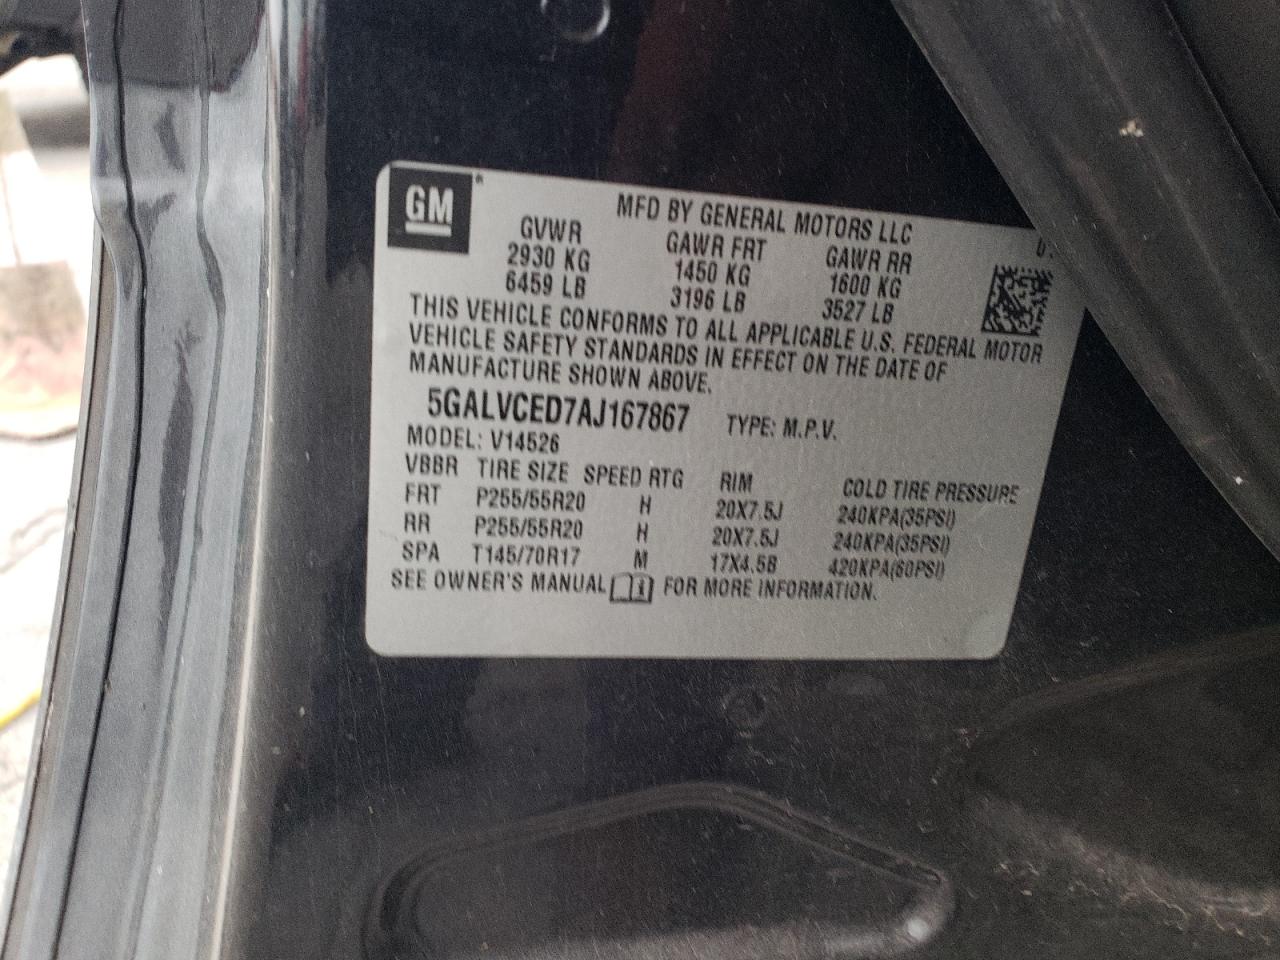 GM
MFD BY GENERAL MOTORS LLC
GVWR GAWR FRT GAWR RR
2930 KG 1450 KG 1600 KG
6459 LB 3196 LB 3527 LB
THIS VEHICLE CONFORMS TO ALL APPLICABLE U.S. FEDERAL MOTOR
VEHICLE SAFETY STANDARDS IN EFFECT ON THE DATE OF
MANUFACTURE SHOWN ABOVE.
5GALVCED7AJ167867 TYPE: M.P.V.
MODEL: V14526
VBBR TIRE SIZE SPEED RTG RIM COLD TIRE PRESSURE
FRT P255/55R20 H 20X7.5J 240KPA(35PSI)
RR P255/55R20 H 20X7.5J 240KPA(35PSI)
SPA T145/70R17 M 17X4.5B 420KPA(60PSI)
SEE OWNER'S MANUAL FOR MORE INFORMATION.